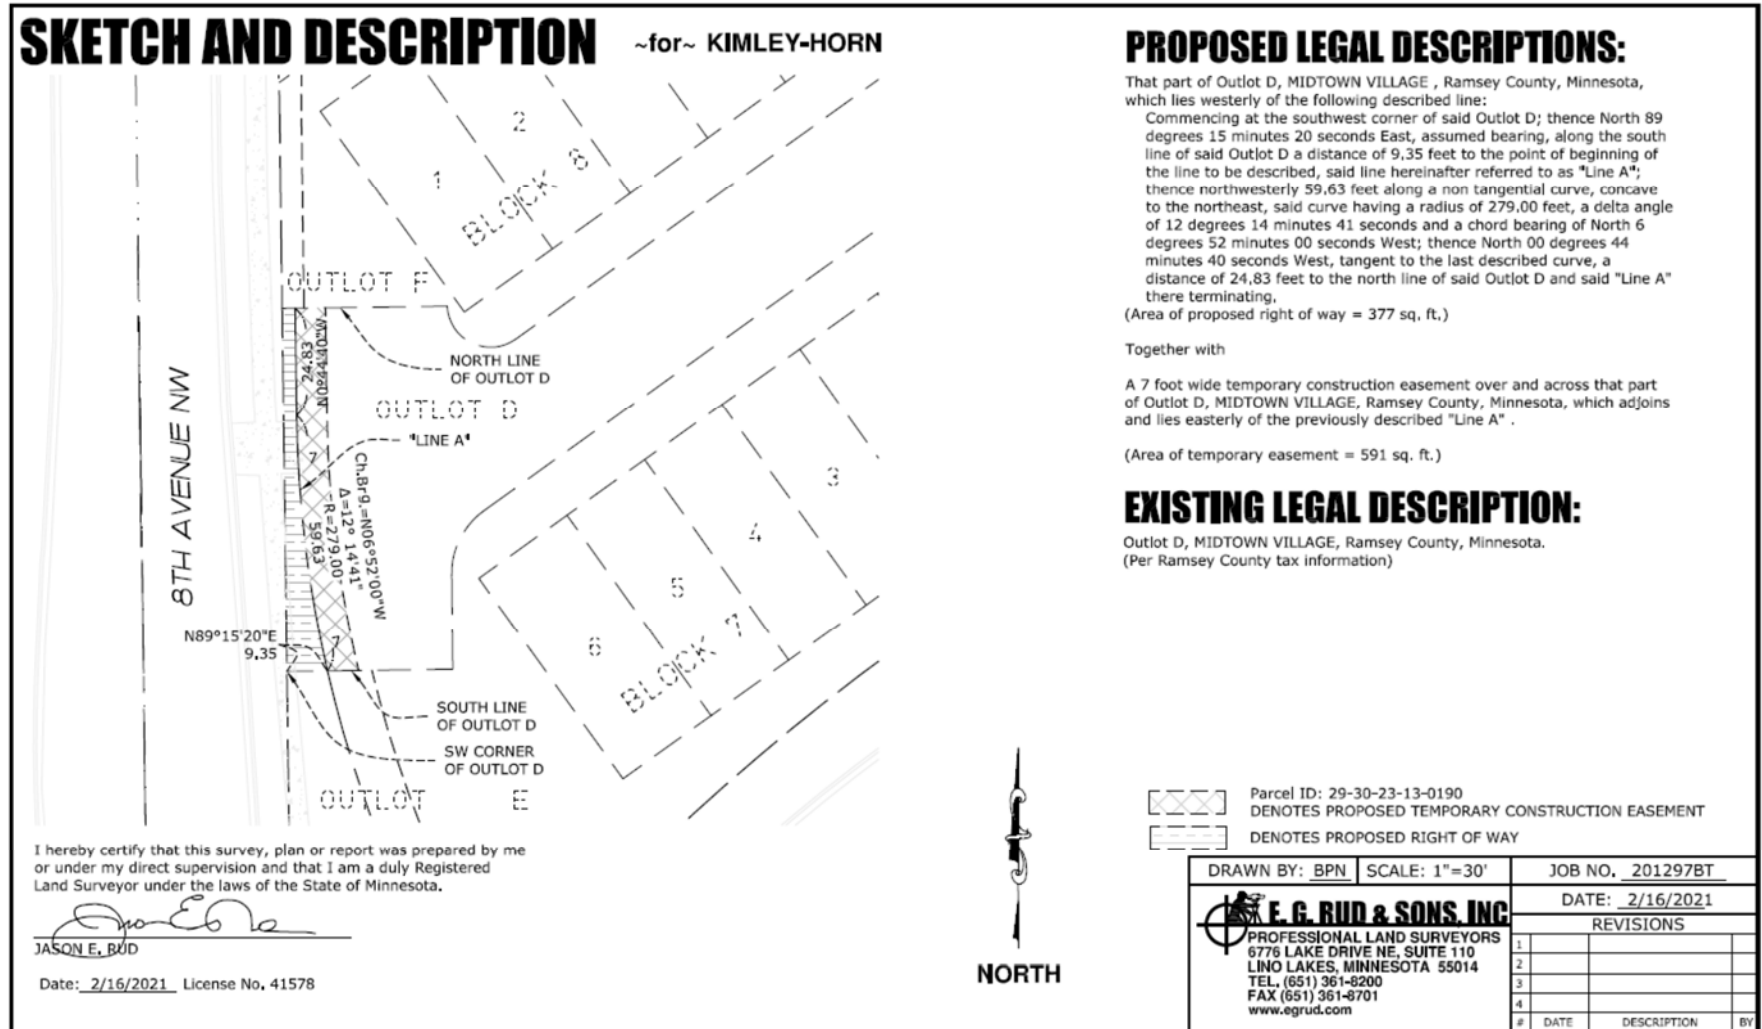 SKETCH AND DESCRIPTION ~for~ KIMLEY-HORN
2
1
BLOCK 8
OUTLOT F
24.83
N0°44'40"W
NORTH LINE
OF OUTLOT D
OUTLOT D
"LINE A"
8TH AVENUE NW
7
Ch.Brg.=N06°52'00"W
Δ=12° 14'41"
R=279.00
59.63
3
4
5
6
BLOCK 7
N89°15'20"E
9.35
7
SOUTH LINE
OF OUTLOT D
SW CORNER
OF OUTLOT D
OUTLOT E
I hereby certify that this survey, plan or report was prepared by me
or under my direct supervision and that I am a duly Registered
Land Surveyor under the laws of the State of Minnesota.
JASON E. RUD
Date: 2/16/2021 License No. 41578
NORTH
PROPOSED LEGAL DESCRIPTIONS:
That part of Outlot D, MIDTOWN VILLAGE , Ramsey County, Minnesota,
which lies westerly of the following described line:
Commencing at the southwest corner of said Outlot D; thence North 89
degrees 15 minutes 20 seconds East, assumed bearing, along the south
line of said Outlot D a distance of 9.35 feet to the point of beginning of
the line to be described, said line hereinafter referred to as "Line A";
thence northwesterly 59.63 feet along a non tangential curve, concave
to the northeast, said curve having a radius of 279.00 feet, a delta angle
of 12 degrees 14 minutes 41 seconds and a chord bearing of North 6
degrees 52 minutes 00 seconds West; thence North 00 degrees 44
minutes 40 seconds West, tangent to the last described curve, a
distance of 24.83 feet to the north line of said Outlot D and said "Line A"
there terminating.
(Area of proposed right of way = 377 sq. ft.)
Together with
A 7 foot wide temporary construction easement over and across that part
of Outlot D, MIDTOWN VILLAGE, Ramsey County, Minnesota, which adjoins
and lies easterly of the previously described "Line A" .
(Area of temporary easement = 591 sq. ft.)
EXISTING LEGAL DESCRIPTION:
Outlot D, MIDTOWN VILLAGE, Ramsey County, Minnesota.
(Per Ramsey County tax information)
Parcel ID: 29-30-23-13-0190
DENOTES PROPOSED TEMPORARY CONSTRUCTION EASEMENT
DENOTES PROPOSED RIGHT OF WAY
DRAWN BY: BPN SCALE: 1"=30' JOB NO. 201297BT
DATE: 2/16/2021
REVISIONS
E. G. RUD & SONS, INC
PROFESSIONAL LAND SURVEYORS
6776 LAKE DRIVE NE, SUITE 110
LINO LAKES, MINNESOTA 55014
TEL. (651) 361-8200
FAX (651) 361-8701
www.egrud.com
1
2
3
4
# DATE DESCRIPTION BY